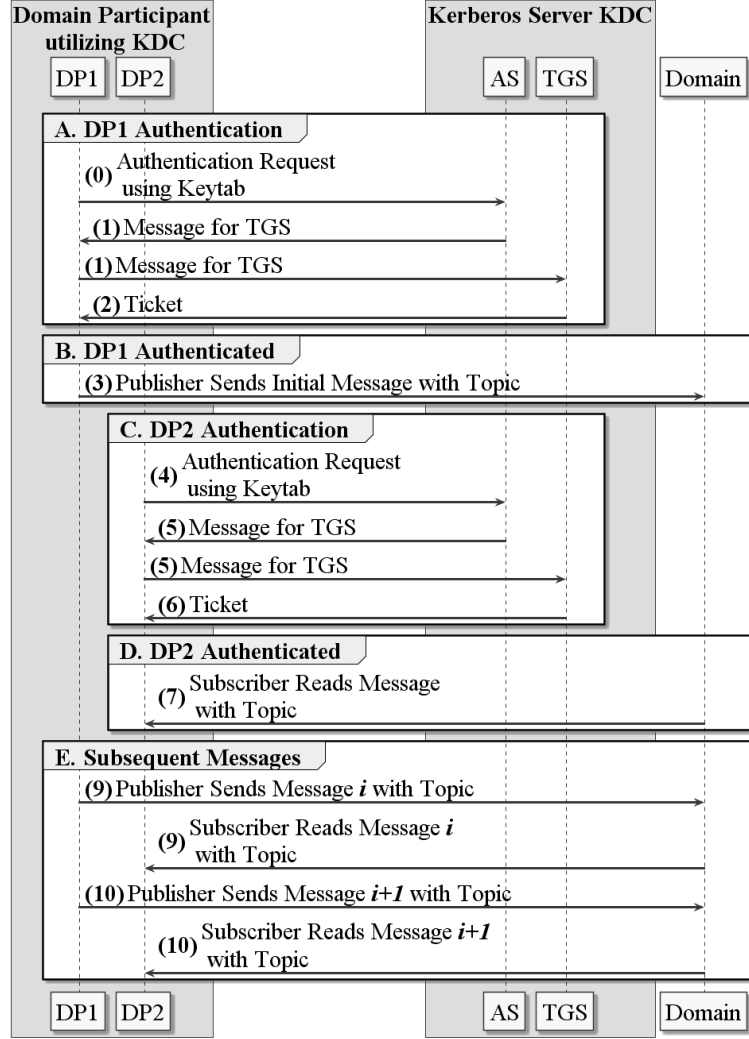 Domain Participant
utilizing KDC
Kerberos Server KDC
DP1 DP2 AS TGS Domain
A. DP1 Authentication
(0) Authentication Request
using Keytab
(1) Message for TGS
(1) Message for TGS
(2) Ticket
B. DP1 Authenticated
(3) Publisher Sends Initial Message with Topic
C. DP2 Authentication
(4) Authentication Request
using Keytab
(5) Message for TGS
(5) Message for TGS
(6) Ticket
D. DP2 Authenticated
(7) Subscriber Reads Message
with Topic
E. Subsequent Messages
(9) Publisher Sends Message i with Topic
(9) Subscriber Reads Message i
with Topic
(10) Publisher Sends Message i+1 with Topic
(10) Subscriber Reads Message i+1
with Topic
DP1 DP2 AS TGS Domain